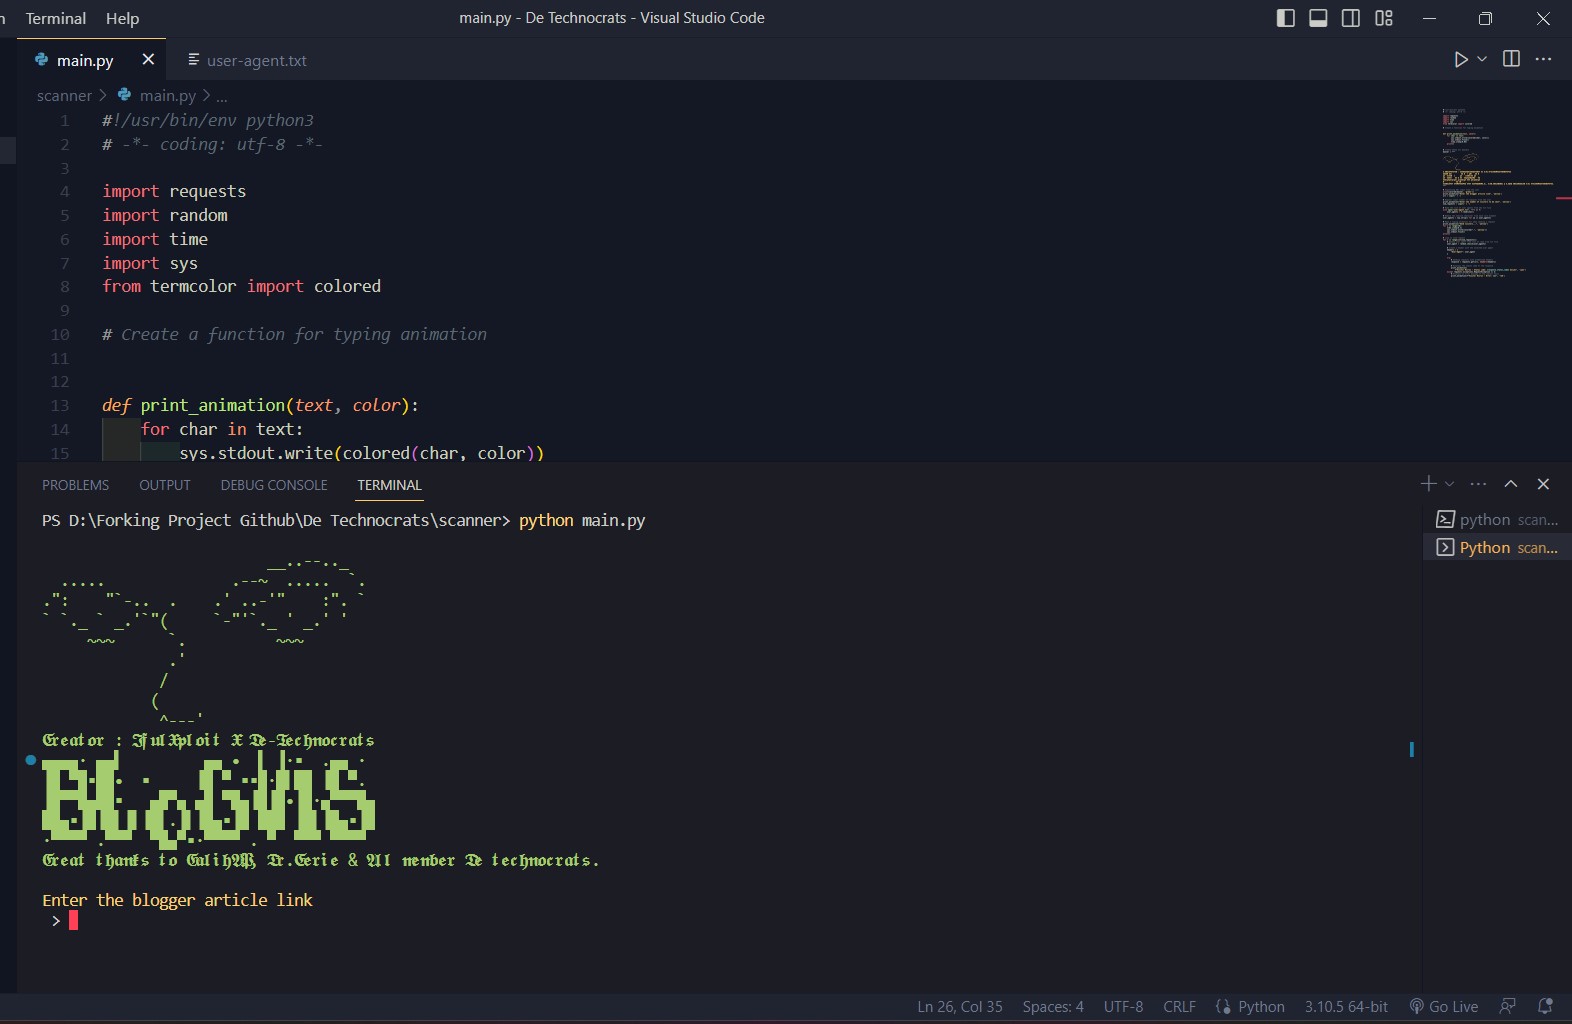 Terminal Help main.py - De Technocrats - Visual Studio Code
main.py user-agent.txt
scanner > main.py > ...
1 #!/usr/bin/env python3
2 # -*- coding: utf-8 -*-
3
4 import requests
5 import random
6 import time
7 import sys
8 from termcolor import colored
9
10 # Create a function for typing animation
11
12
13 def print_animation(text, color):
14 for char in text:
15 sys.stdout.write(colored(char, color))
PROBLEMS OUTPUT DEBUG CONSOLE TERMINAL
PS D:\Forking Project Github\De Technocrats\scanner> python main.py
python scan...
Python scan...
Creator : JfulXploit X De-Technocrats
Great thanks to GalihAP, Dr.Eerie & All member De technocrats.
Enter the blogger article link
>
Ln 26, Col 35 Spaces: 4 UTF-8 CRLF Python 3.10.5 64-bit Go Live